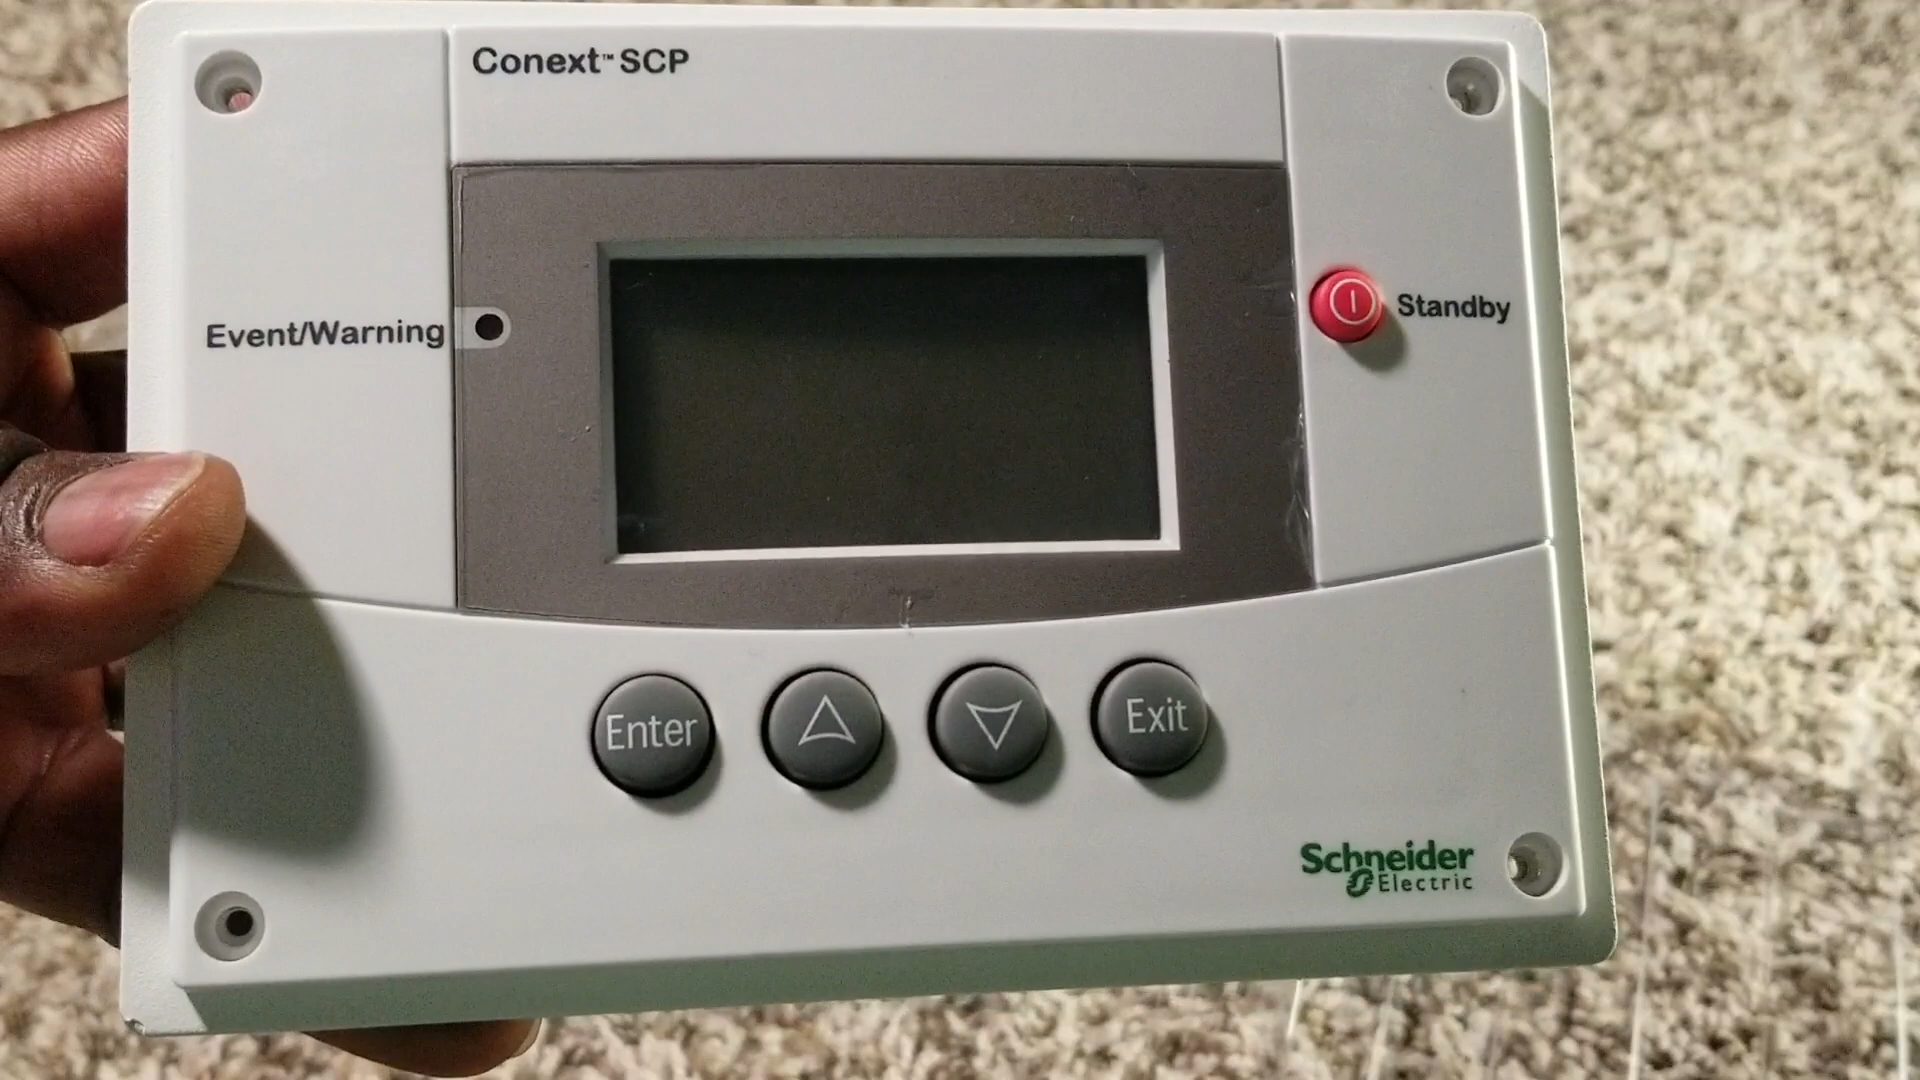 Conext™ SCP
Event/Warning
Standby
Enter
Exit
Schneider
Electric